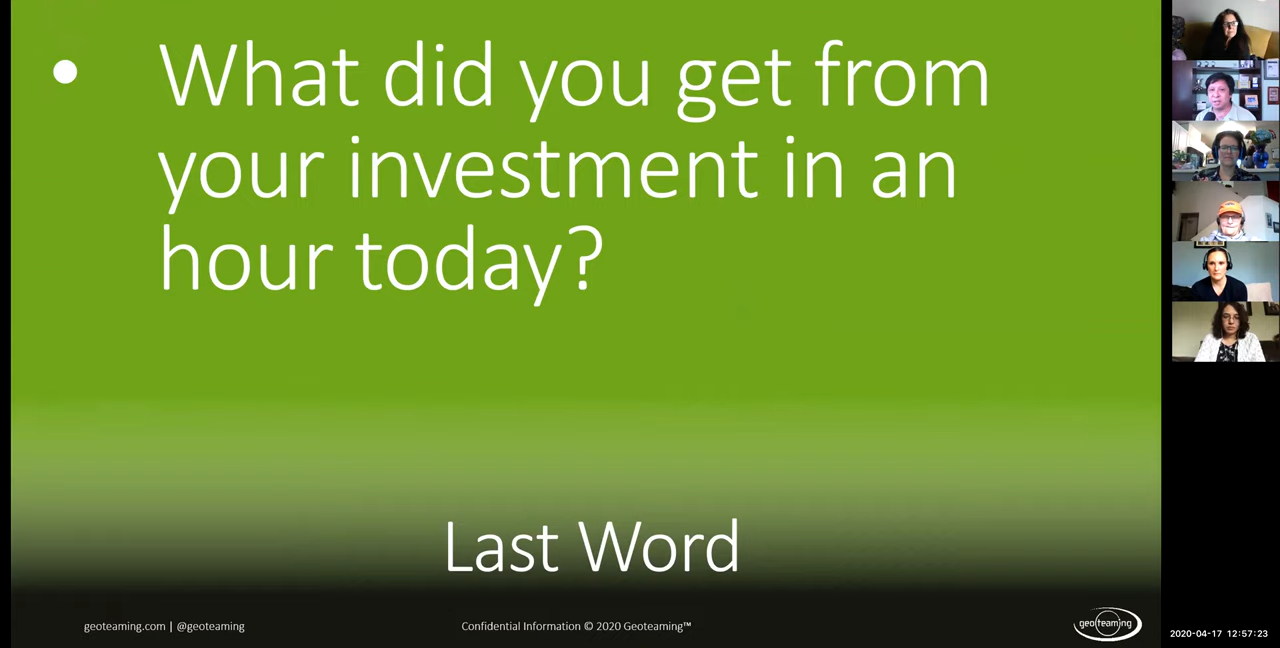 • What did you get from
your investment in an
hour today?
Last Word
geoteaming.com | @geoteaming
Confidential Information © 2020 Geoteaming™
geoteaming
2020-04-17 12:57:23